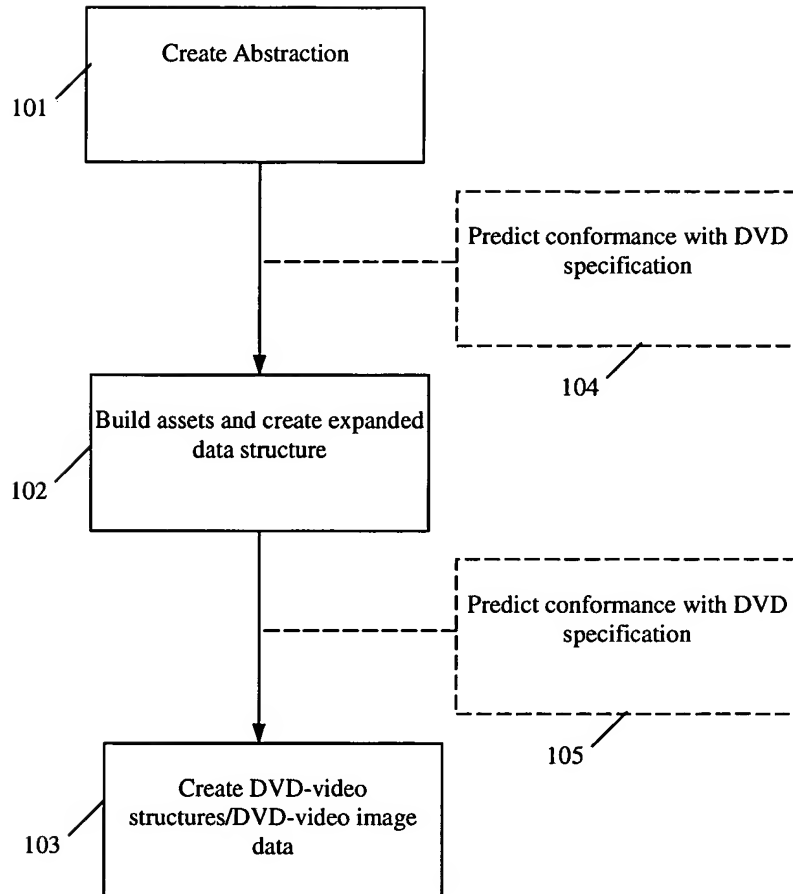 Create Abstraction
101
Predict conformance with DVD
specification
104
Build assets and create expanded
data structure
102
Predict conformance with DVD
specification
105
Create DVD-video
structures/DVD-video image
data
103